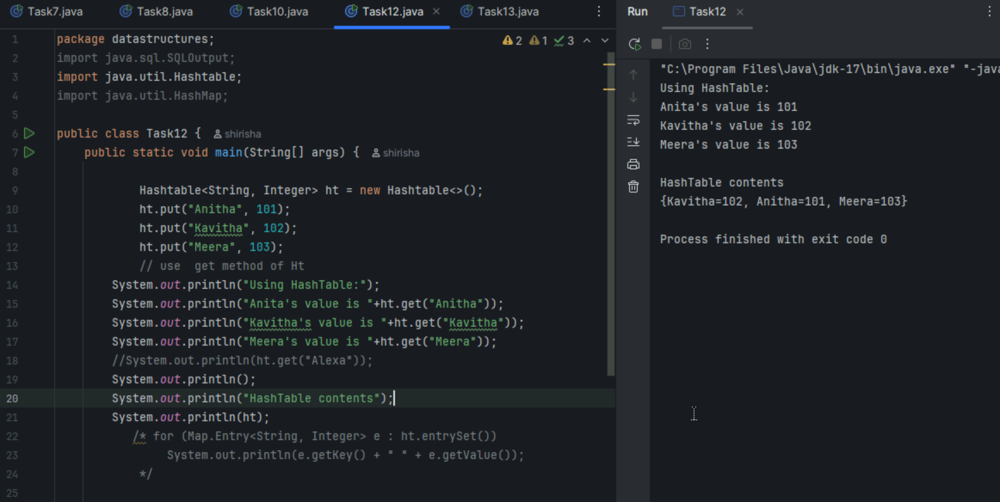 Task7.java Task8.java Task10.java Task12.java Task13.java
2 1 3
1 package datastructures;
2 import java.sql.SQLOutput;
3 import java.util.Hashtable;
4 import java.util.HashMap;
5
6 public class Task12 { shirisha
7 public static void main(String[] args) { shirisha
8
9 Hashtable<String, Integer> ht = new Hashtable<>();
10 ht.put("Anitha", 101);
11 ht.put("Kavitha", 102);
12 ht.put("Meera", 103);
13 // use  get method of Ht
14 System.out.println("Using HashTable:");
15 System.out.println("Anita's value is "+ht.get("Anitha"));
16 System.out.println("Kavitha's value is "+ht.get("Kavitha"));
17 System.out.println("Meera's value is "+ht.get("Meera"));
18 //System.out.println(ht.get("Alexa"));
19 System.out.println();
20 System.out.println("HashTable contents");
21 System.out.println(ht);
22 /* for (Map.Entry<String, Integer> e : ht.entrySet())
23 System.out.println(e.getKey() + " " + e.getValue());
24 */
25
Run Task12
"C:\Program Files\Java\jdk-17\bin\java.exe" "-java
Using HashTable:
Anita's value is 101
Kavitha's value is 102
Meera's value is 103
HashTable contents
{Kavitha=102, Anitha=101, Meera=103}
Process finished with exit code 0